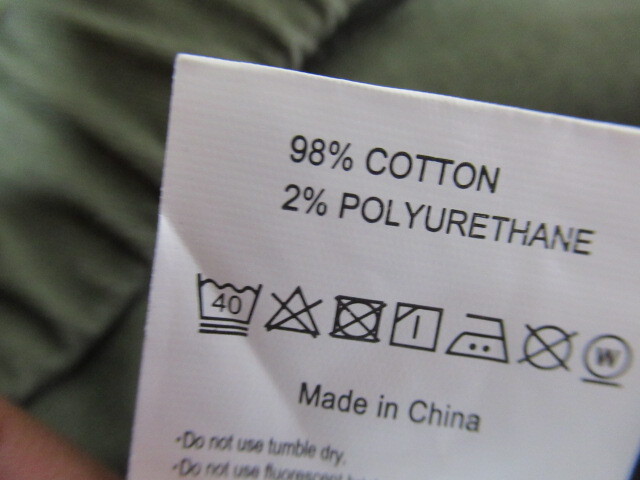 98% COTTON
2% POLYURETHANE
40
W
Made in China
·Do not use tumble dry.
·Do not use fluorescent